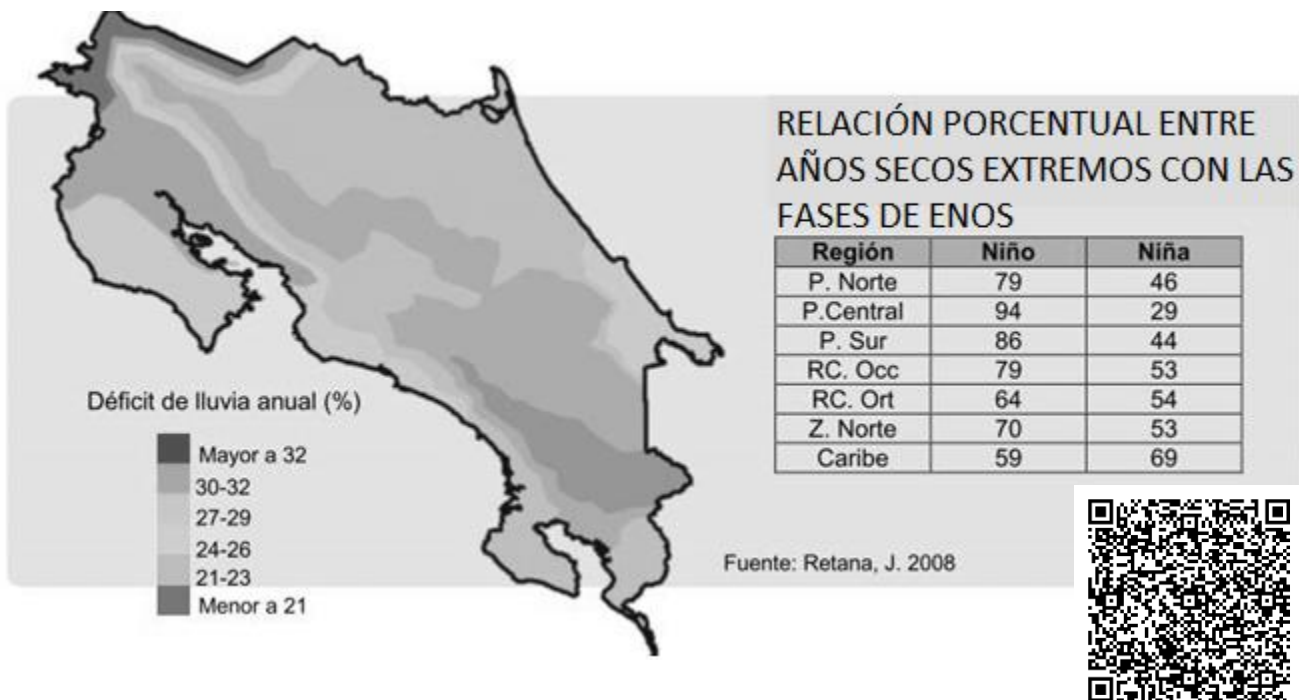 RELACIÓN PORCENTUAL ENTRE
AÑOS SECOS EXTREMOS CON LAS
FASES DE ENOS
Región Niño Niña
P. Norte 79 46
P.Central 94 29
P. Sur 86 44
RC. Occ 79 53
RC. Ort 64 54
Z. Norte 70 53
Caribe 59 69
Déficit de lluvia anual (%)
Mayor a 32
30-32
27-29
24-26
21-23
Menor a 21
Fuente: Retana, J. 2008